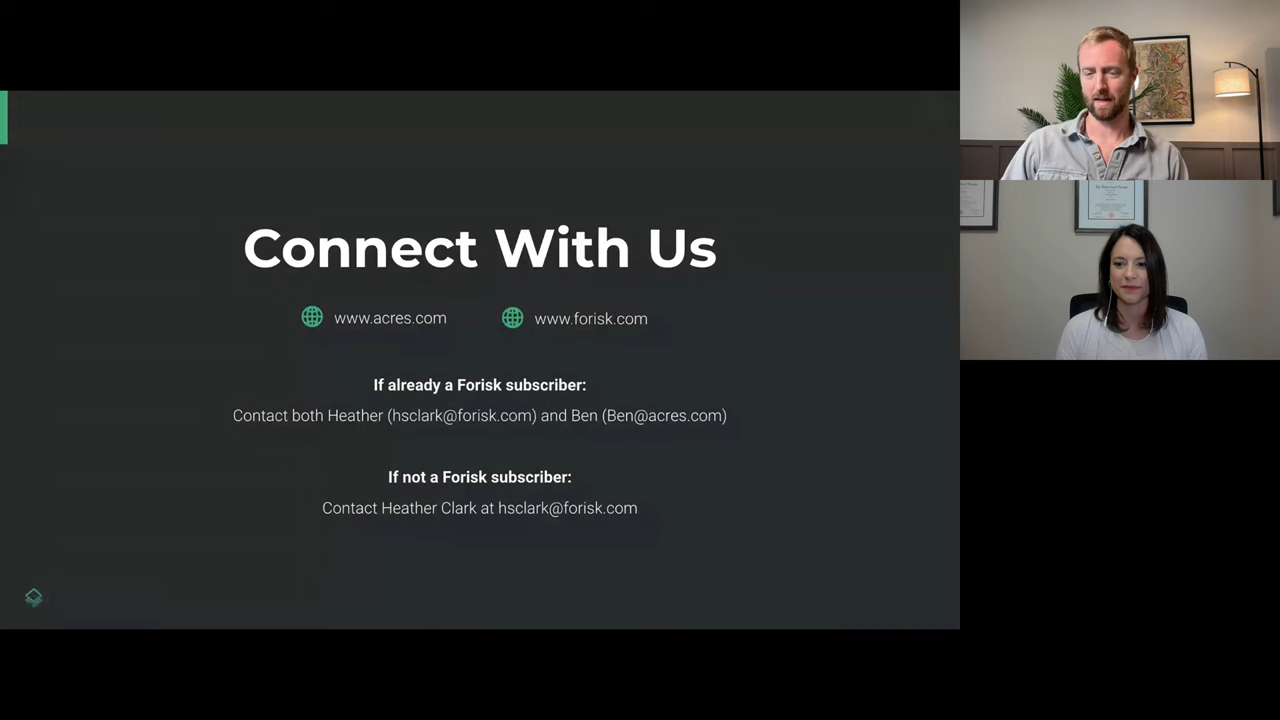 Connect With Us
www.acres.com
www.forisk.com
If already a Forisk subscriber:
Contact both Heather (hsclark@forisk.com) and Ben (Ben@acres.com)
If not a Forisk subscriber:
Contact Heather Clark at hsclark@forisk.com